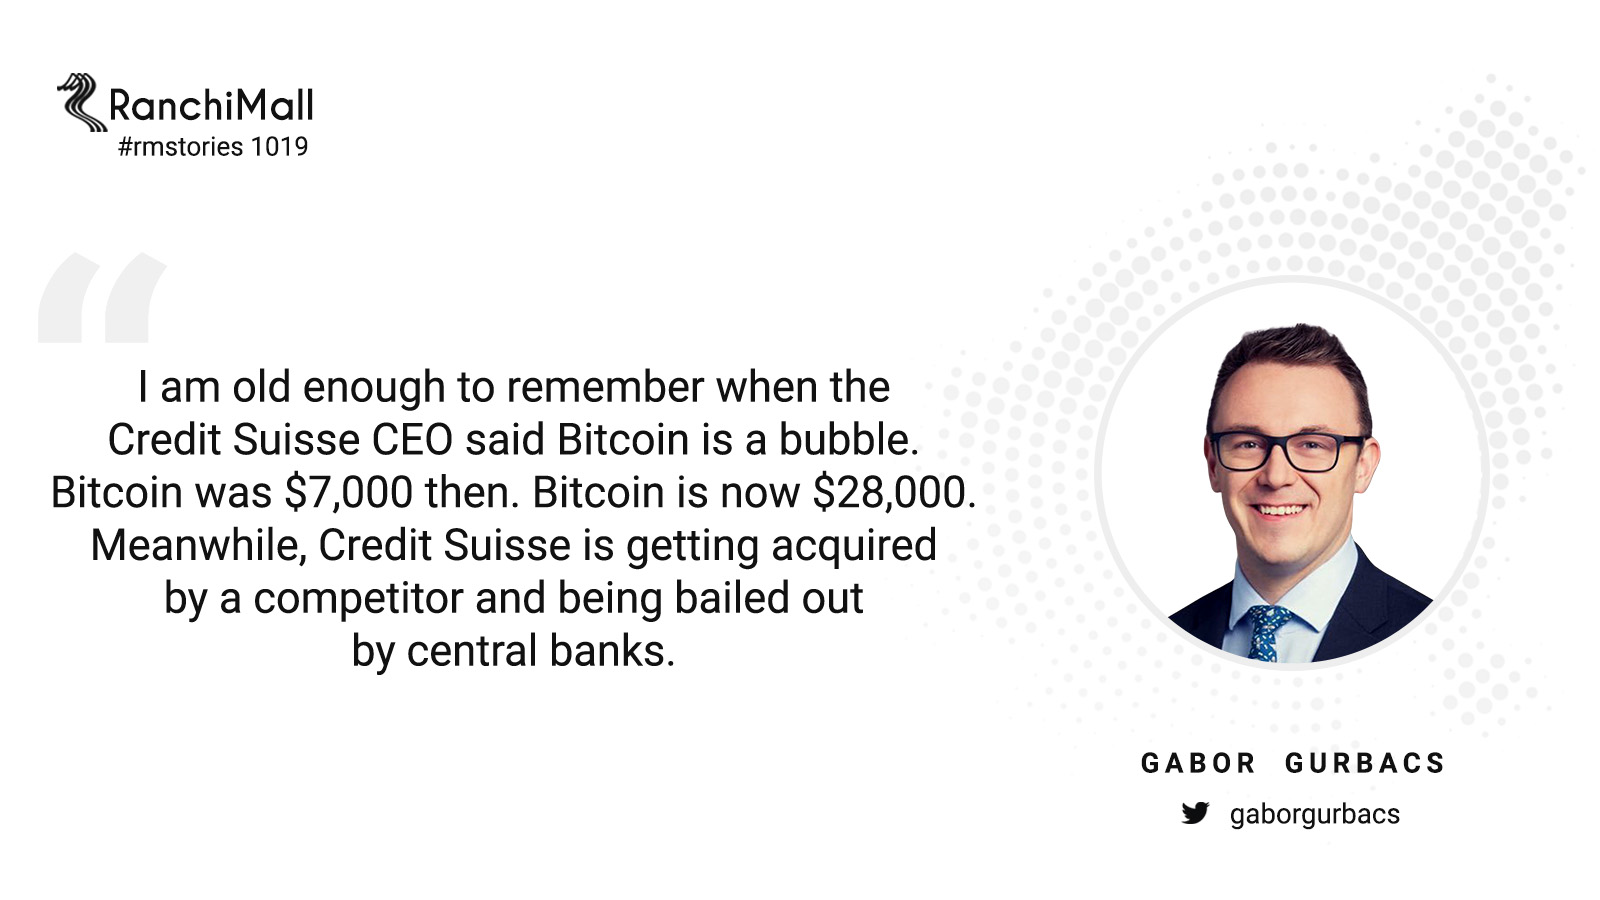 RanchiMall
#rmstories 1019
“
I am old enough to remember when the
Credit Suisse CEO said Bitcoin is a bubble.
Bitcoin was $7,000 then. Bitcoin is now $28,000.
Meanwhile, Credit Suisse is getting acquired
by a competitor and being bailed out
by central banks.
GABOR GURBACS
gaborgurbacs